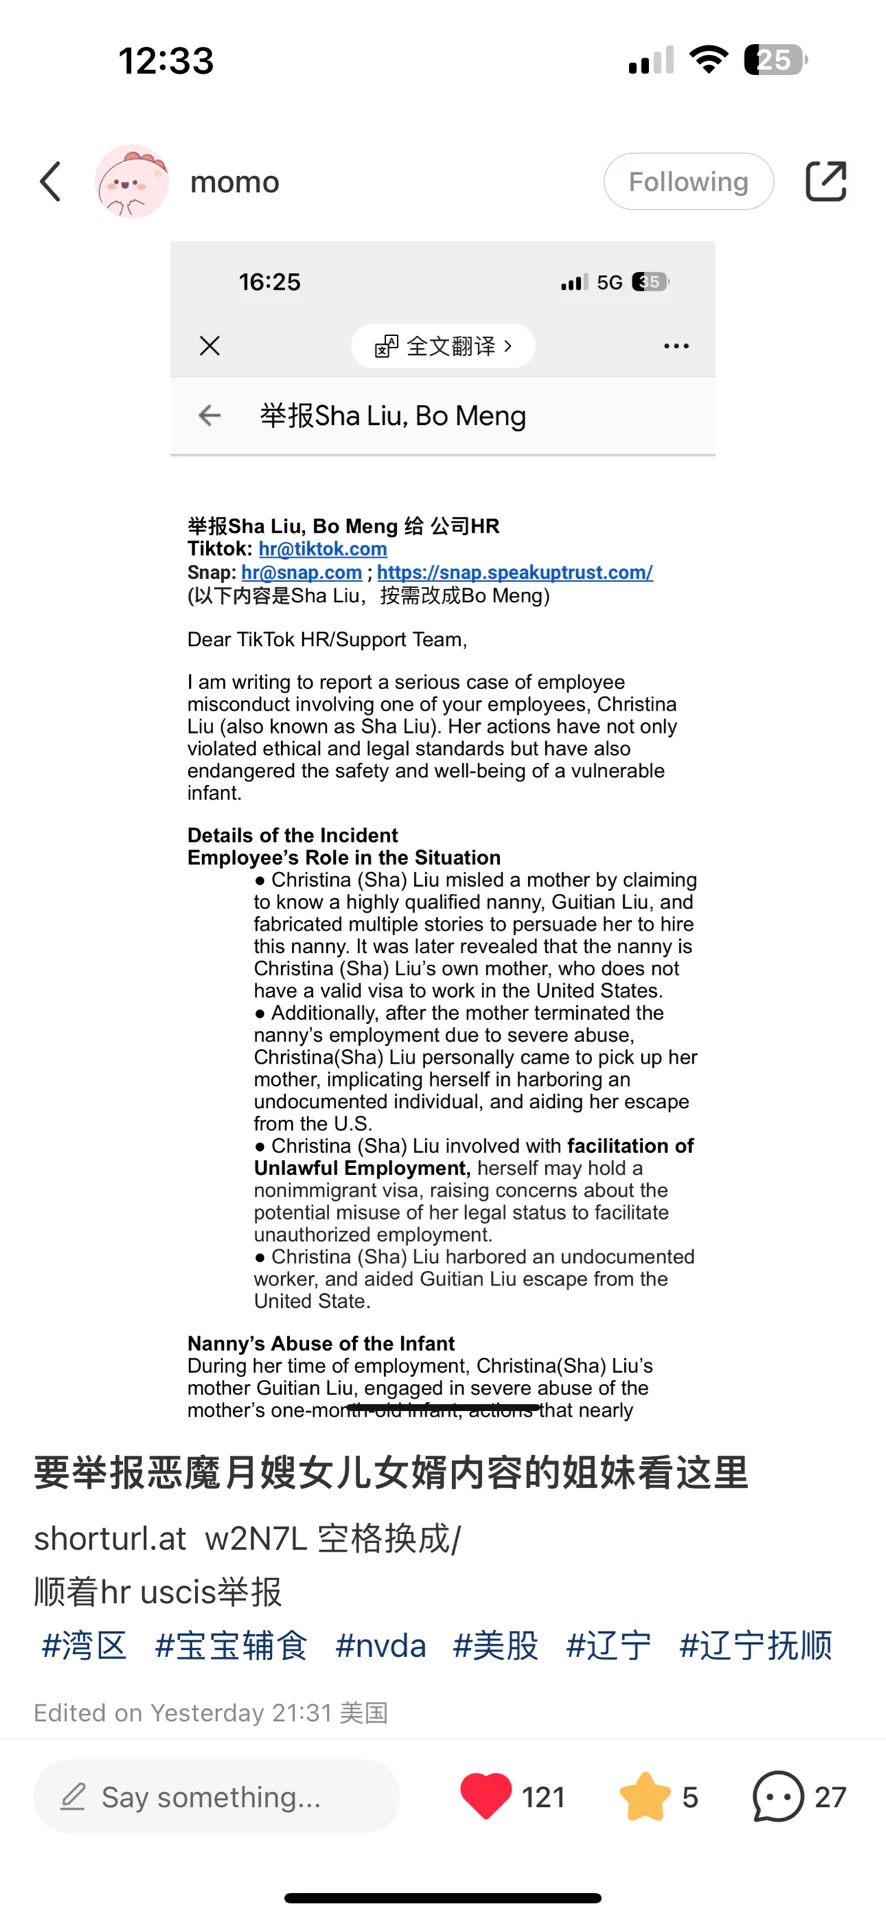 12:33
25
momo
Following
16:25
5G 35
全文翻译 ›
举报Sha Liu, Bo Meng
举报Sha Liu, Bo Meng 给 公司HR
Tiktok: hr@tiktok.com
Snap: hr@snap.com ; https://snap.speakuptrust.com/
(以下内容是Sha Liu，按需改成Bo Meng)
Dear TikTok HR/Support Team,
I am writing to report a serious case of employee
misconduct involving one of your employees, Christina
Liu (also known as Sha Liu). Her actions have not only
violated ethical and legal standards but have also
endangered the safety and well-being of a vulnerable
infant.
Details of the Incident
Employee's Role in the Situation
● Christina (Sha) Liu misled a mother by claiming
to know a highly qualified nanny, Guitian Liu, and
fabricated multiple stories to persuade her to hire
this nanny. It was later revealed that the nanny is
Christina (Sha) Liu's own mother, who does not
have a valid visa to work in the United States.
● Additionally, after the mother terminated the
nanny's employment due to severe abuse,
Christina(Sha) Liu personally came to pick up her
mother, implicating herself in harboring an
undocumented individual, and aiding her escape
from the U.S.
● Christina (Sha) Liu involved with facilitation of
Unlawful Employment, herself may hold a
nonimmigrant visa, raising concerns about the
potential misuse of her legal status to facilitate
unauthorized employment.
● Christina (Sha) Liu harbored an undocumented
worker, and aided Guitian Liu escape from the
United State.
Nanny's Abuse of the Infant
During her time of employment, Christina(Sha) Liu's
mother Guitian Liu, engaged in severe abuse of the
mother's one-month-old infant, actions that nearly
要举报恶魔月嫂女儿女婿内容的姐妹看这里
shorturl.at w2N7L 空格换成/
顺着hr uscis举报
#湾区 #宝宝辅食 #nvda #美股 #辽宁 #辽宁抚顺
Edited on Yesterday 21:31 美国
Say something...
121
5
27